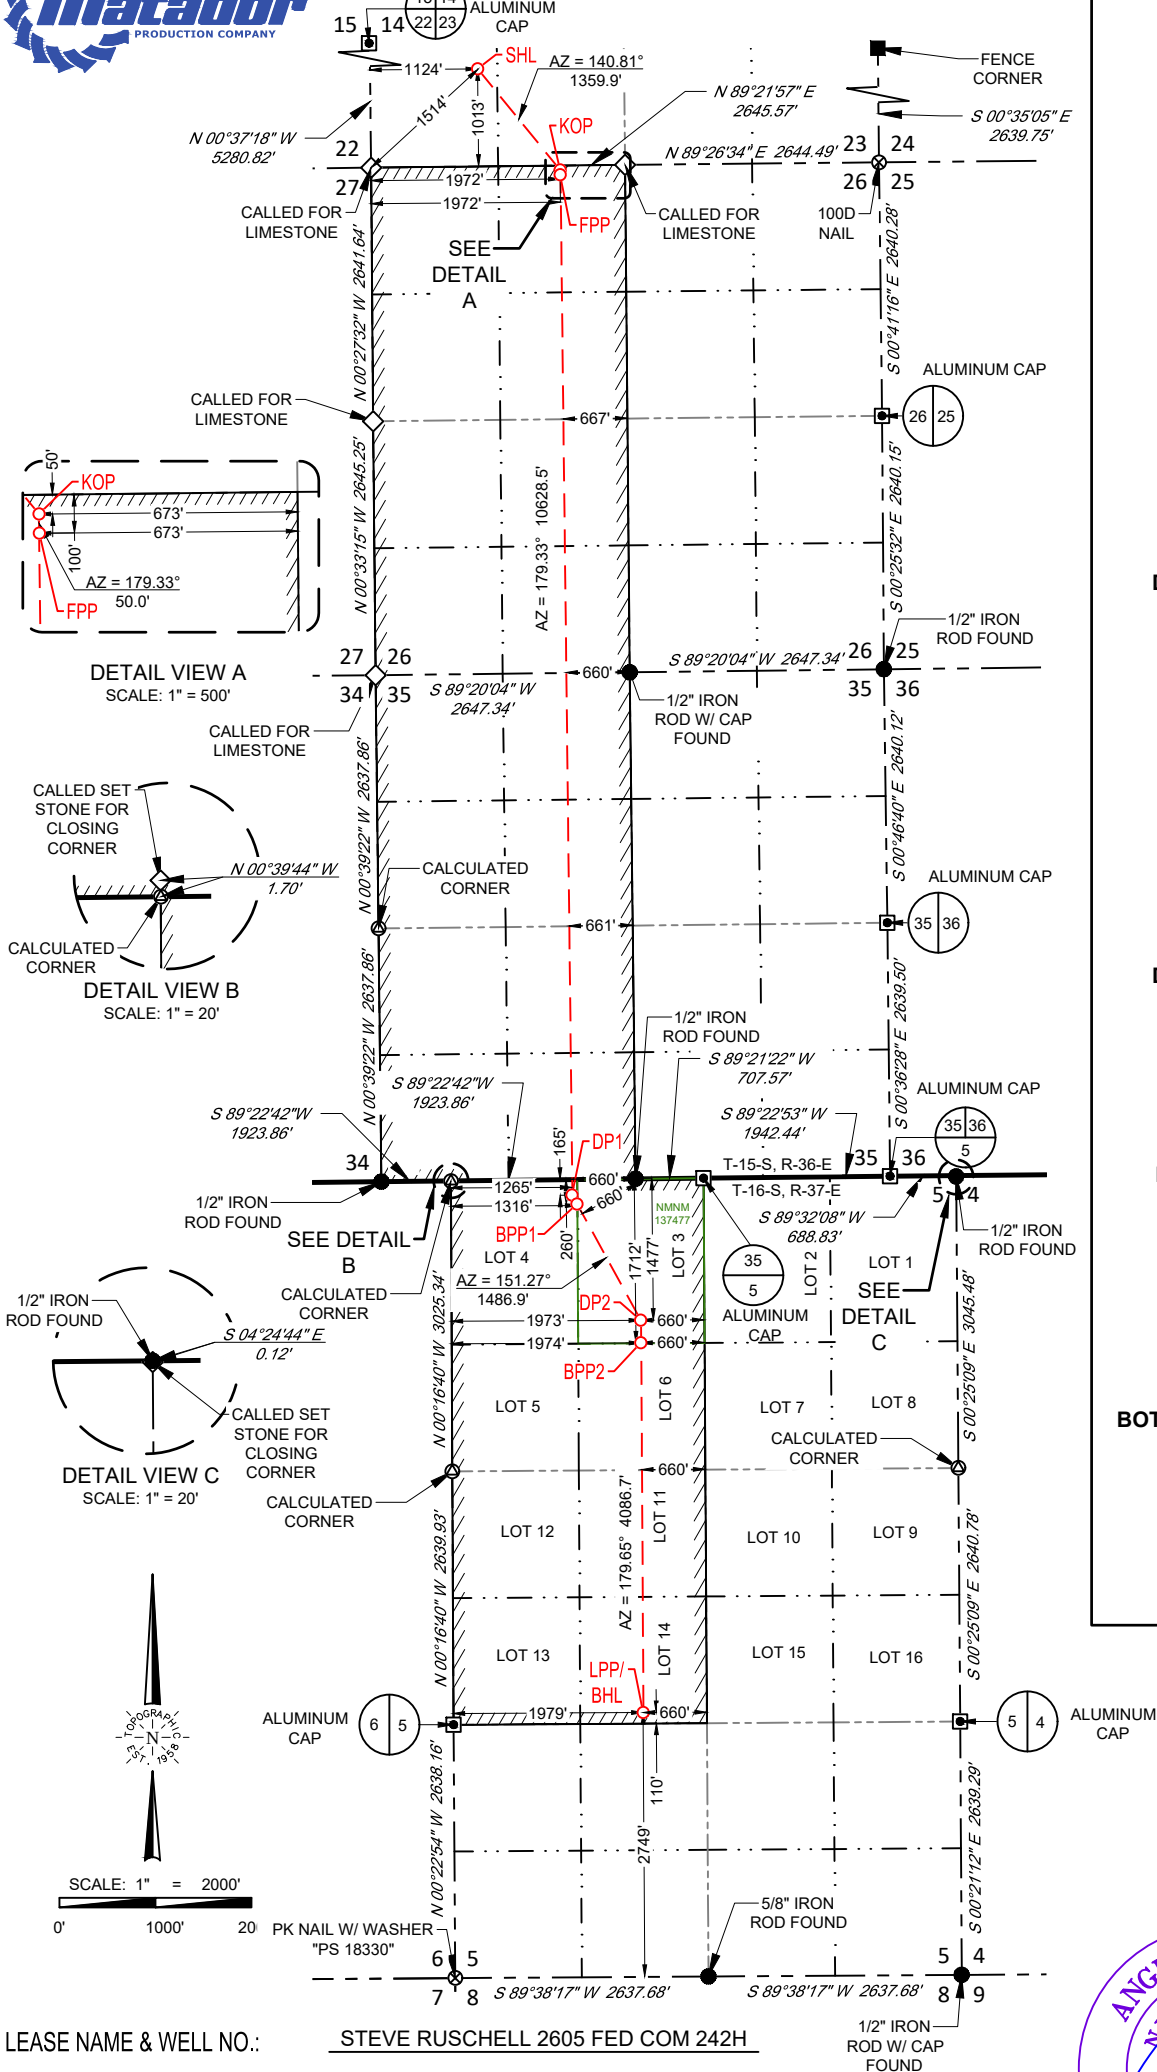 Matador
PRODUCTION COMPANY
15 14
22 23
ALUMINUM
CAP
SHL
AZ = 140.81°
1359.9'
1124'
1514'
1013'
KOP
N 89°21'57" E
2645.57'
FENCE
CORNER
S 00°35'05" E
2639.75'
N 00°37'18" W
5280.82'
22
27
N 89°26'34" E 2644.49'
23 24
26 25
1972'
1972'
FPP
CALLED FOR
LIMESTONE
CALLED FOR
LIMESTONE
100D
NAIL
SEE
DETAIL
A
N 00°27'32" W 2641.64'
S 00°41'16" E 2640.28'
ALUMINUM CAP
26 25
CALLED FOR
LIMESTONE
667'
50'
KOP
673'
673'
100'
AZ = 179.33°
50.0'
FPP
DETAIL VIEW A
SCALE: 1" = 500'
N 00°33'15" W 2645.25'
AZ = 179.33° 10628.5'
S 00°25'32" E 2640.15'
1/2" IRON
ROD FOUND
27 26
34 35
S 89°20'04" W
2647.34'
660'
S 89°20'04" W 2647.34'
26 25
35 36
1/2" IRON
ROD W/ CAP
FOUND
CALLED FOR
LIMESTONE
N 00°39'22" W 2637.86'
S 00°46'40" E 2640.12'
CALLED SET
STONE FOR
CLOSING
CORNER
N 00°39'44" W
1.70'
CALCULATED
CORNER
DETAIL VIEW B
SCALE: 1" = 20'
CALCULATED
CORNER
ALUMINUM CAP
35 36
661'
N 00°39'22" W 2637.86'
S 00°36'28" E 2639.50'
1/2" IRON
ROD FOUND
S 89°21'22" W
707.57'
S 89°22'42"W
1923.86'
S 89°22'42"W
1923.86'
S 89°22'53" W
1942.44'
ALUMINUM CAP
35 36
5
34
165'
DP1
35 36
T-15-S, R-36-E
T-16-S, R-37-E
5 4
1265'
660'
1316'
660'
1/2" IRON
ROD FOUND
SEE DETAIL
B
BPP1
260'
LOT 4
NMNM
137477
LOT 3
1712'
1477'
S 89°32'08" W
688.83'
LOT 2
LOT 1
1/2" IRON
ROD FOUND
35
5
ALUMINUM
CAP
SEE
DETAIL
C
CALCULATED
CORNER
AZ = 151.27°
1486.9'
DP2
1973'
660'
1974'
660'
BPP2
1/2" IRON
ROD FOUND
S 04°24'44" E
0.12'
CALLED SET
STONE FOR
CLOSING
CORNER
DETAIL VIEW C
SCALE: 1" = 20'
N 00°16'40" W 3025.34'
S 00°25'09" E 3045.48'
LOT 5
LOT 6
LOT 7
LOT 8
BOT
CALCULATED
CORNER
660'
CALCULATED
CORNER
N 00°16'40" W 2639.93'
AZ = 179.65° 4086.7'
LOT 12
LOT 11
LOT 10
LOT 9
S 00°25'09" E 2640.78'
LOT 13
LOT 14
LOT 15
LOT 16
LPP/
BHL
1979'
660'
TOPOGRAPHIC
N
EST. 1958
ALUMINUM
CAP
6 5
5 4
ALUMINUM
CAP
110'
2749'
N 00°22'54" W 2638.16'
S 00°21'12" E 2639.29'
SCALE: 1" = 2000'
0' 1000' 20
PK NAIL W/ WASHER
"PS 18330"
5/8" IRON
ROD FOUND
6 5
7 8
S 89°38'17" W 2637.68'
S 89°38'17" W 2637.68'
5 4
8 9
1/2" IRON
ROD W/ CAP
FOUND
LEASE NAME & WELL NO.: STEVE RUSCHELL 2605 FED COM 242H